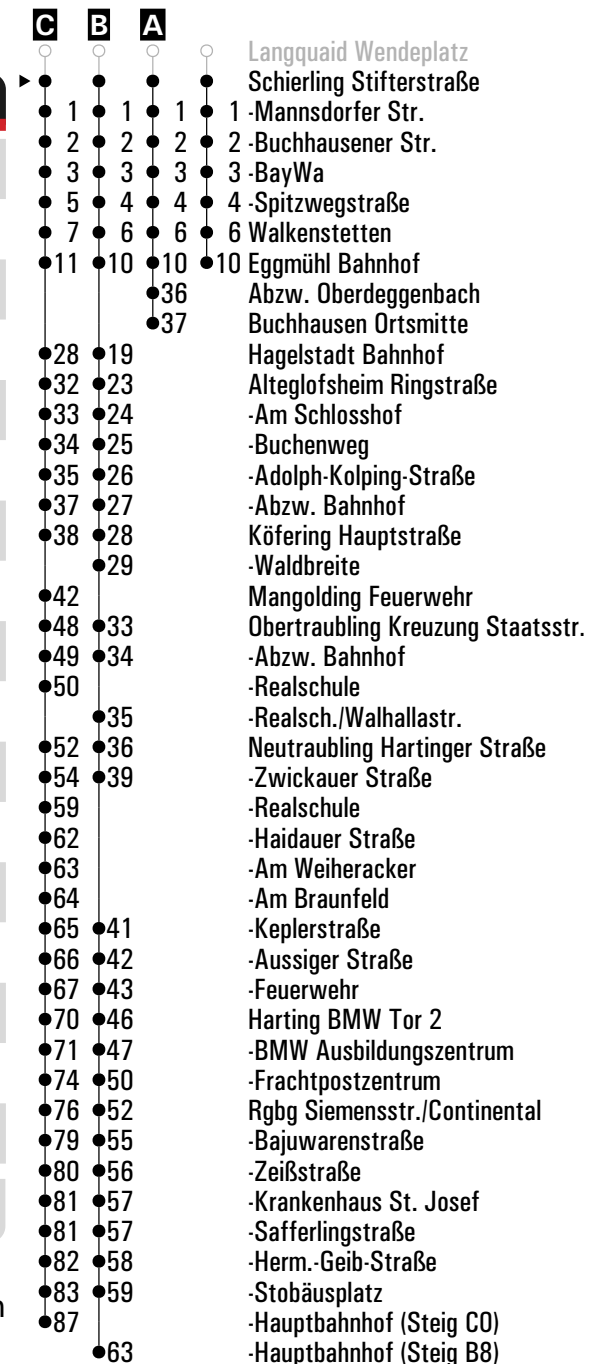 C B A
Langquaid Wendeplatz
Schierling Stifterstraße
1 1 1 1 -Mannsdorfer Str.
2 2 2 2 -Buchhausener Str.
3 3 3 3 -BayWa
5 4 4 4 -Spitzwegstraße
7 6 6 6 Walkenstetten
11 10 10 10 Eggmühl Bahnhof
36 Abzw. Oberdeggenbach
37 Buchhausen Ortsmitte
28 19 Hagelstadt Bahnhof
32 23 Alteglofsheim Ringstraße
33 24 -Am Schlosshof
34 25 -Buchenweg
35 26 -Adolph-Kolping-Straße
37 27 -Abzw. Bahnhof
38 28 Köfering Hauptstraße
29 -Waldbreite
42 Mangolding Feuerwehr
48 33 Obertraubling Kreuzung Staatsstr.
49 34 -Abzw. Bahnhof
50 -Realschule
35 -Realsch./Walhallastr.
52 36 Neutraubling Hartinger Straße
54 39 -Zwickauer Straße
59 -Realschule
62 -Haidauer Straße
63 -Am Weiheracker
64 -Am Braunfeld
65 41 -Keplerstraße
66 42 -Aussiger Straße
67 43 -Feuerwehr
70 46 Harting BMW Tor 2
71 47 -BMW Ausbildungszentrum
74 50 -Frachtpostzentrum
76 52 Rgbg Siemensstr./Continental
79 55 -Bajuwarenstraße
80 56 -Zeißstraße
81 57 -Krankenhaus St. Josef
81 57 -Safferlingstraße
82 58 -Herm.-Geib-Straße
83 59 -Stobäusplatz
87 -Hauptbahnhof (Steig C0)
63 -Hauptbahnhof (Steig B8)